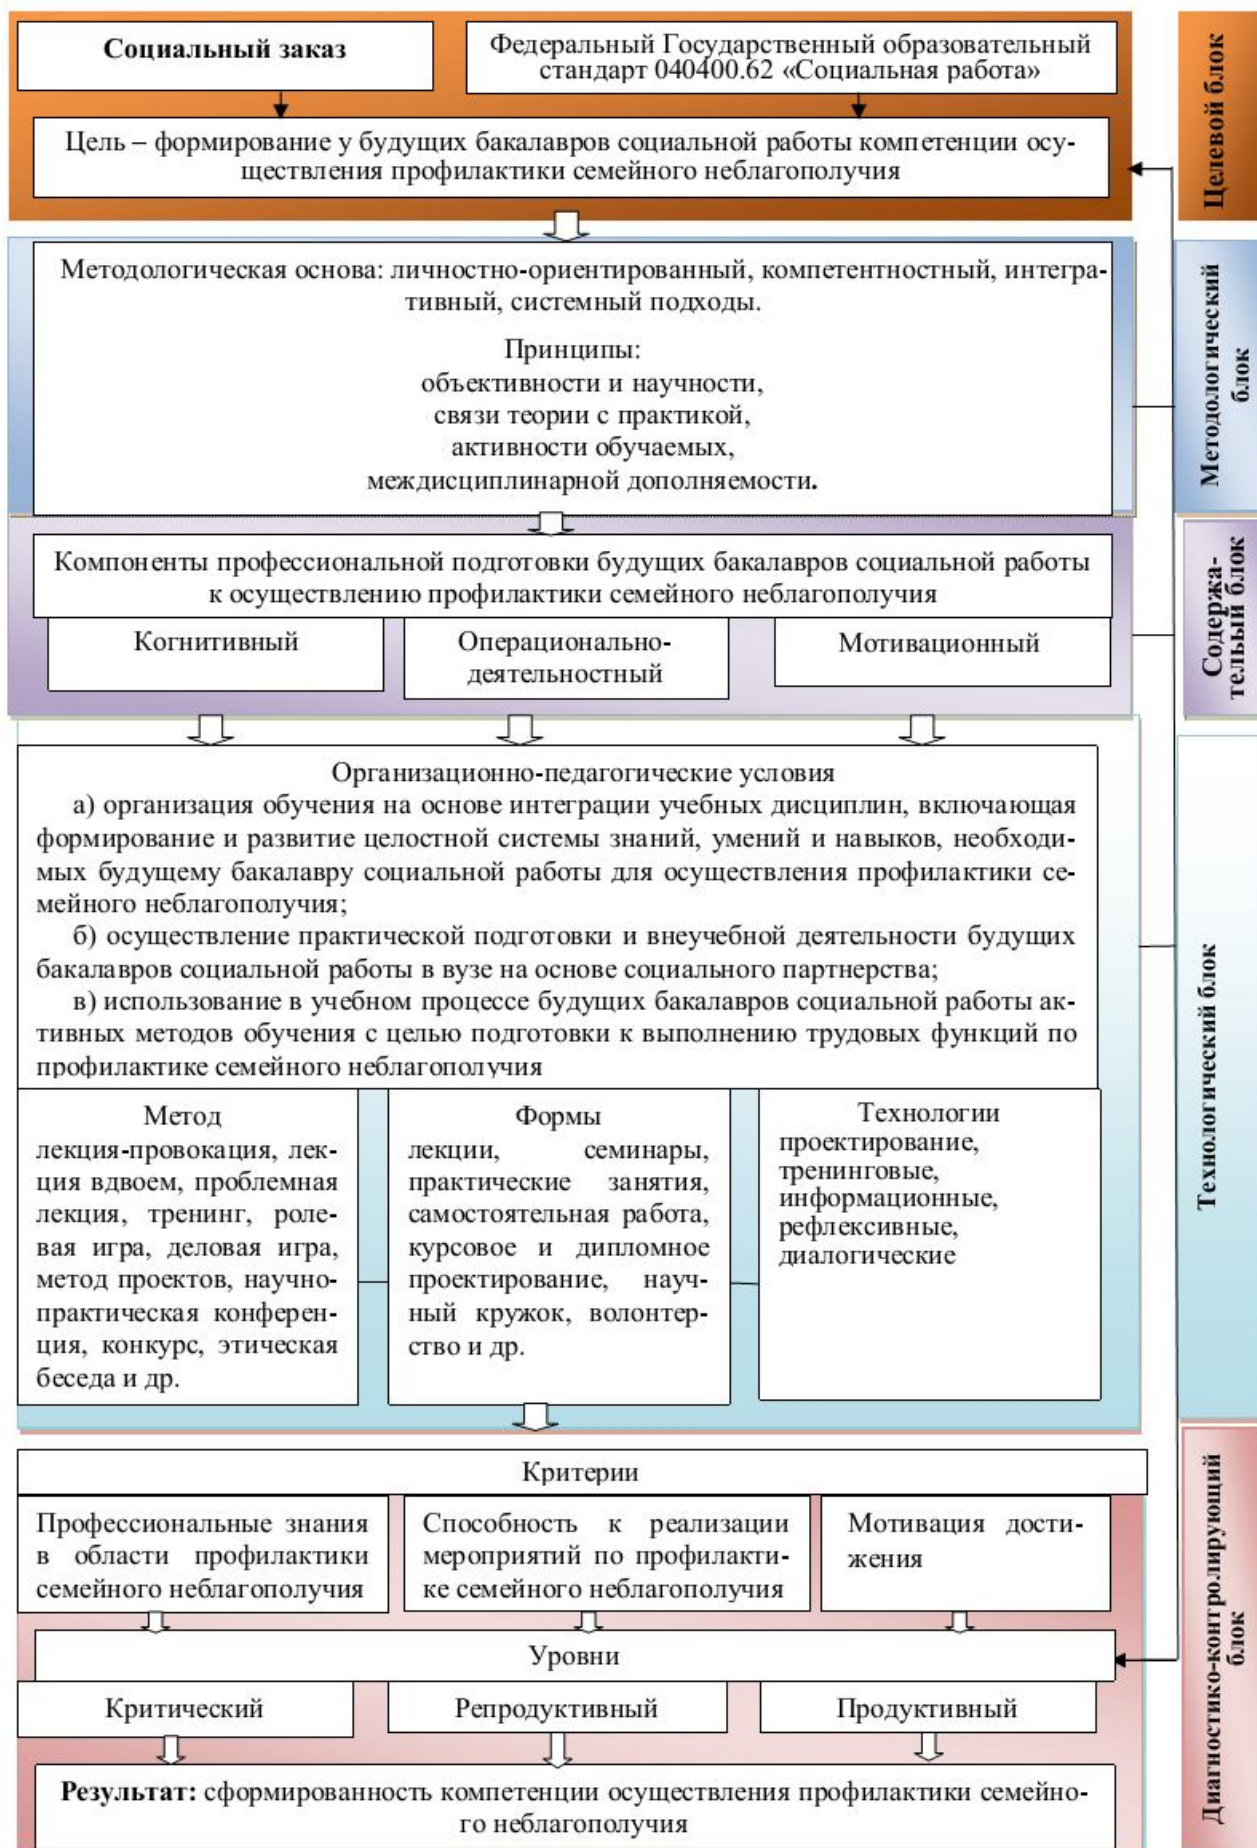 Социальный заказ
Федеральный Государственный образовательный
стандарт 040400.62 «Социальная работа»
Цель – формирование у будущих бакалавров социальной работы компетенции осу-
ществления профилактики семейного неблагополучия
Целевой блок
Методологическая основа: личностно-ориентированный, компетентностный, интегра-
тивный, системный подходы.
Принципы:
объективности и научности,
связи теории с практикой,
активности обучаемых,
междисциплинарной дополняемости.
Методологический
блок
Компоненты профессиональной подготовки будущих бакалавров социальной работы
к осуществлению профилактики семейного неблагополучия
Когнитивный
Операционально-
деятельностный
Мотивационный
Содержа-
тельый блок
Организационно-педагогические условия
а) организация обучения на основе интеграции учебных дисциплин, включающая
формирование и развитие целостной системы знаний, умений и навыков, необходи-
мых будущему бакалавру социальной работы для осуществления профилактики се-
мейного неблагополучия;
б) осуществление практической подготовки и внеучебной деятельности будущих
бакалавров социальной работы в вузе на основе социального партнерства;
в) использование в учебном процессе будущих бакалавров социальной работы ак-
тивных методов обучения с целью подготовки к выполнению трудовых функций по
профилактике семейного неблагополучия
Метод
лекция-провокация, лек-
ция вдвоем, проблемная
лекция, тренинг, роле-
вая игра, деловая игра,
метод проектов, научно-
практическая конферен-
ция, конкурс, этическая
беседа и др.
Формы
лекции, семинары,
практические занятия,
самостоятельная работа,
курсовое и дипломное
проектирование, науч-
ный кружок, волонтер-
ство и др.
Технологии
проектирование,
тренинговые,
информационные,
рефлексивные,
диалогические
Технологический блок
Критерии
Профессиональные знания
в области профилактики
семейного неблагополучия
Способность к реализации
мероприятий по профилакти-
ке семейного неблагополучия
Мотивация дости-
жения
Уровни
Критический
Репродуктивный
Продуктивный
Результат: сформированность компетенции осуществления профилактики семейно-
го неблагополучия
Диагностико-контролирующий
блок